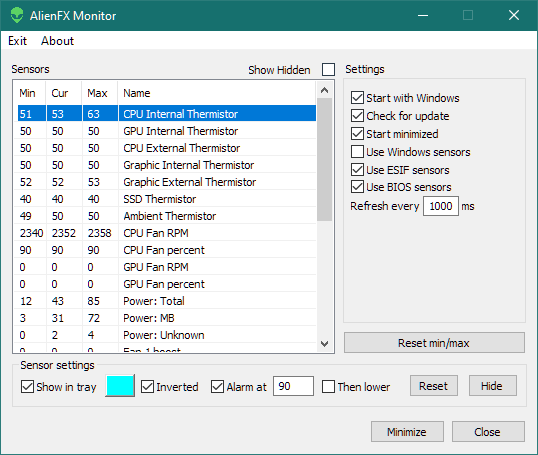 AlienFX Monitor
Exit About
Sensors Show Hidden Settings
Min Cur Max Name
51 53 63 CPU Internal Thermistor
50 50 50 GPU Internal Thermistor
50 50 50 CPU External Thermistor
50 50 50 Graphic Internal Thermistor
52 52 53 Graphic External Thermistor
40 40 40 SSD Thermistor
49 50 50 Ambient Thermistor
2340 2352 2358 CPU Fan RPM
90 90 90 CPU Fan percent
0 0 0 GPU Fan RPM
0 0 0 GPU Fan percent
12 43 85 Power: Total
3 31 72 Power: MB
0 2 4 Power: Unknown
0 0 0 Fan 1 boost
Start with Windows
Check for update
Start minimized
Use Windows sensors
Use ESIF sensors
Use BIOS sensors
Refresh every 1000 ms
Reset min/max
Sensor settings
Show in tray Inverted Alarm at 90 Then lower Reset Hide
Minimize Close